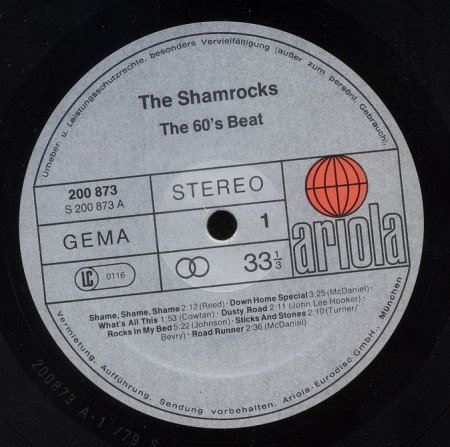 Urheber- u. Leistungsschutzrechte, besonders Vervielfältigung (außer zum persönl. Gebrauch),
The Shamrocks
The 60's Beat
200 873
S 200 873 A
STEREO
GEMA
1
LC 0116
33 1/3
ariola
Shame, Shame, Shame 2:12 (Reed) · Down Home Special 3:25 (McDaniel) ·
What's All This 1:53 (Cowtan) · Dusty Road 2:11 (John Lee Hooker) ·
Rocks in My Bed 5:22 (Johnson) · Sticks And Stones 2:10 (Turner/
Bevry) · Road Runner 2:36 (McDaniel)
Vermietung, Aufführung, Sendung vorbehalten. Ariola-Eurodisc GmbH., München
200873 A-1 /79 S